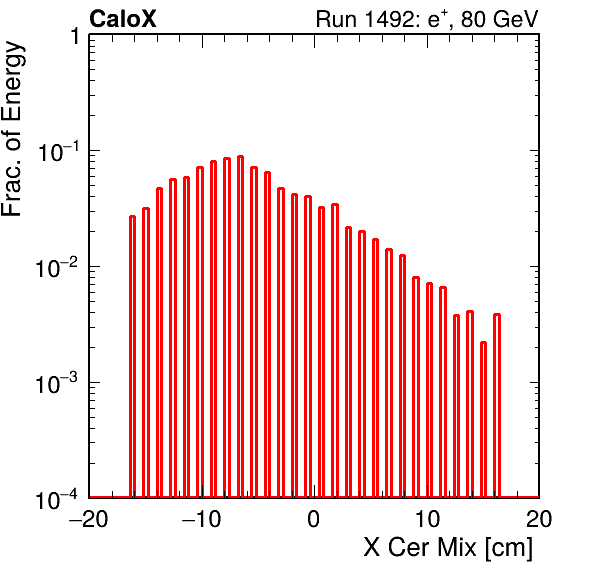 CaloX Run 1492: e⁺, 80 GeV
Frac. of Energy
1
10⁻¹
10⁻²
10⁻³
10⁻⁴
−20 −10 0 10 20
X Cer Mix [cm]